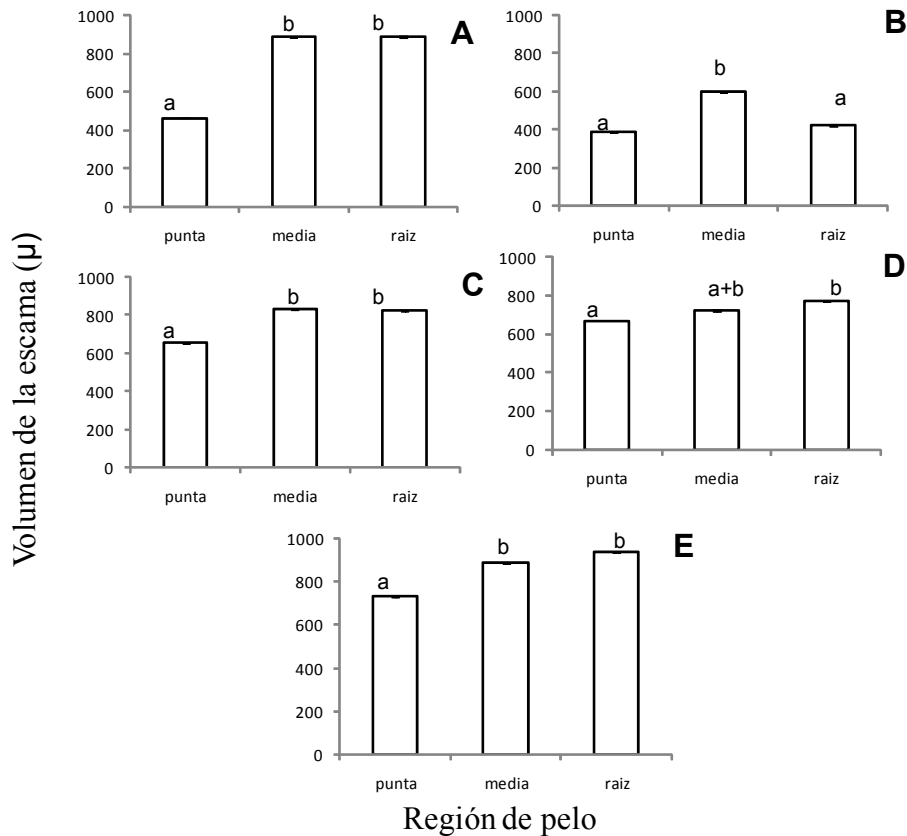 A
1000
800
600
400
200
0
a
b
b
punta
media
raiz
B
1000
800
600
400
200
0
a
b
a
punta
media
raiz
Volumen de la escama (µ)
C
1000
800
600
400
200
0
a
b
b
punta
media
raiz
D
1000
800
600
400
200
0
a
a+b
b
punta
media
raiz
E
1000
800
600
400
200
0
a
b
b
punta
media
raiz
Región de pelo